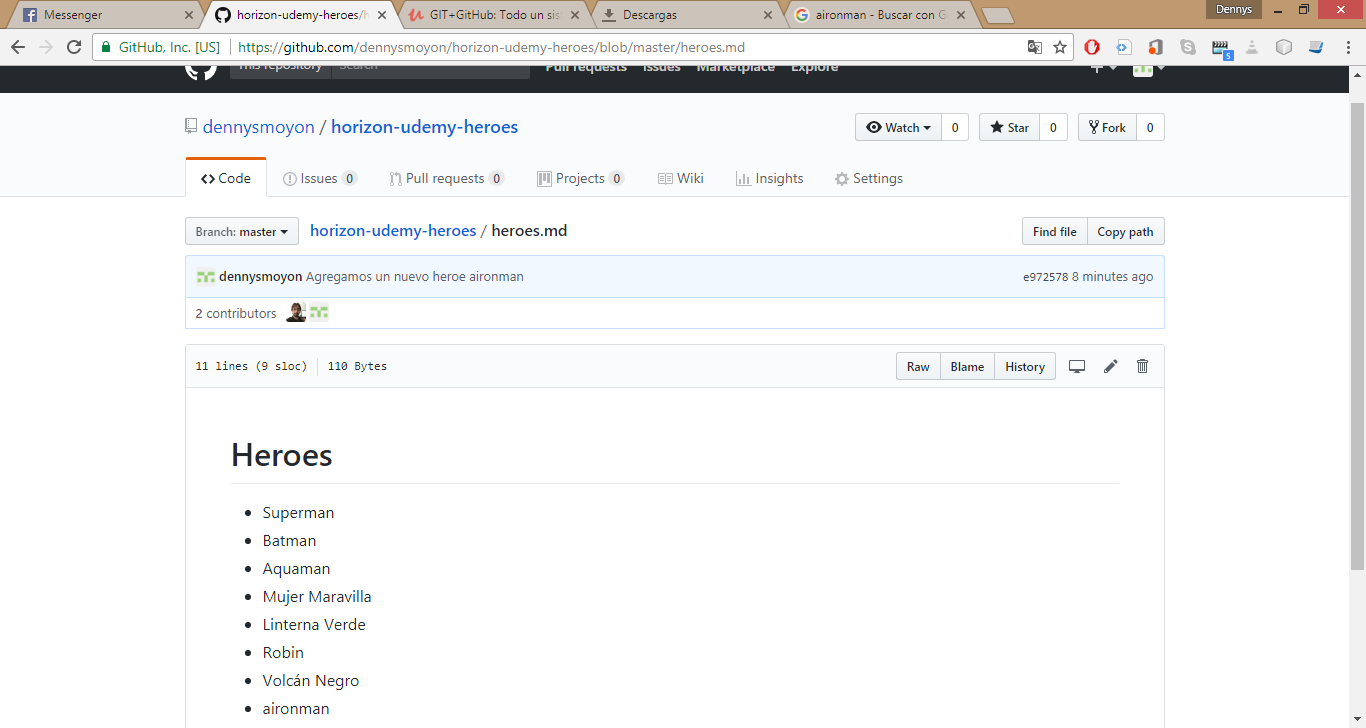 Messenger
horizon-udemy-heroes/h
GIT+GitHub: Todo un sis
Descargas
aironman - Buscar con G
Dennys
GitHub, Inc. [US]
https://github.com/dennysmoyon/horizon-udemy-heroes/blob/master/heroes.md
5
This repository
Search
Pull requests
Issues
Marketplace
Explore
dennysmoyon / horizon-udemy-heroes
Watch 0
Star 0
Fork 0
Code
Issues 0
Pull requests 0
Projects 0
Wiki
Insights
Settings
Branch: master
horizon-udemy-heroes / heroes.md
Find file
Copy path
dennysmoyon Agregamos un nuevo heroe aironman
e972578 8 minutes ago
2 contributors
11 lines (9 sloc)
110 Bytes
Raw
Blame
History
Heroes
Superman
Batman
Aquaman
Mujer Maravilla
Linterna Verde
Robin
Volcán Negro
aironman